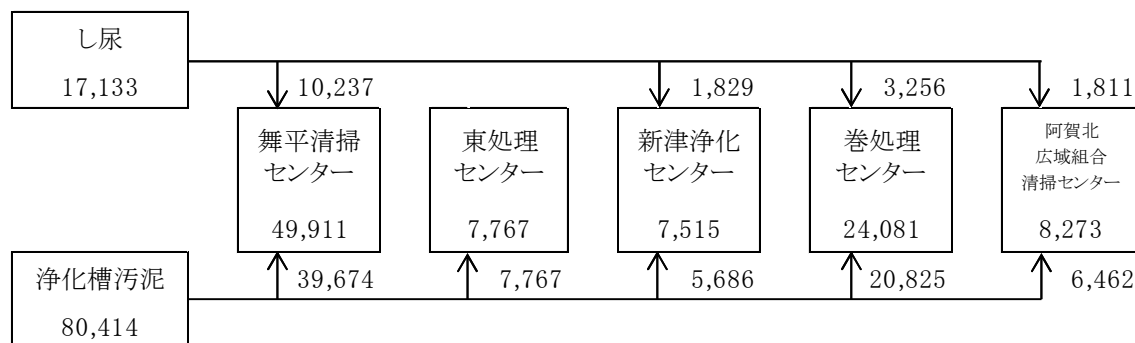 し尿
17,133
10,237
1,829
3,256
1,811
舞平清掃
センター
49,911
東処理
センター
7,767
新津浄化
センター
7,515
巻処理
センター
24,081
阿賀北
広域組合
清掃センター
8,273
浄化槽汚泥
80,414
39,674
7,767
5,686
20,825
6,462